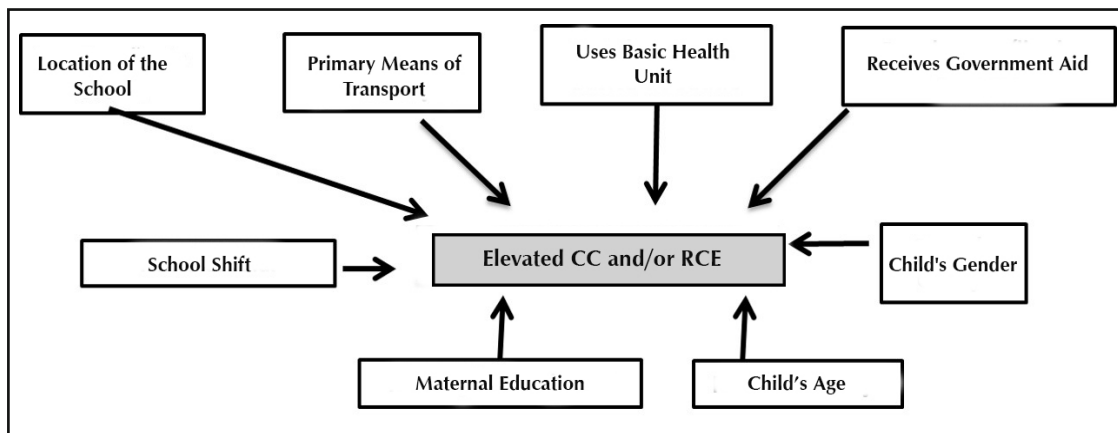 Location of the
School
Primary Means of
Transport
Uses Basic Health
Unit
Receives Government Aid
School Shift
Elevated CC and/or RCE
Child's Gender
Maternal Education
Child’s Age